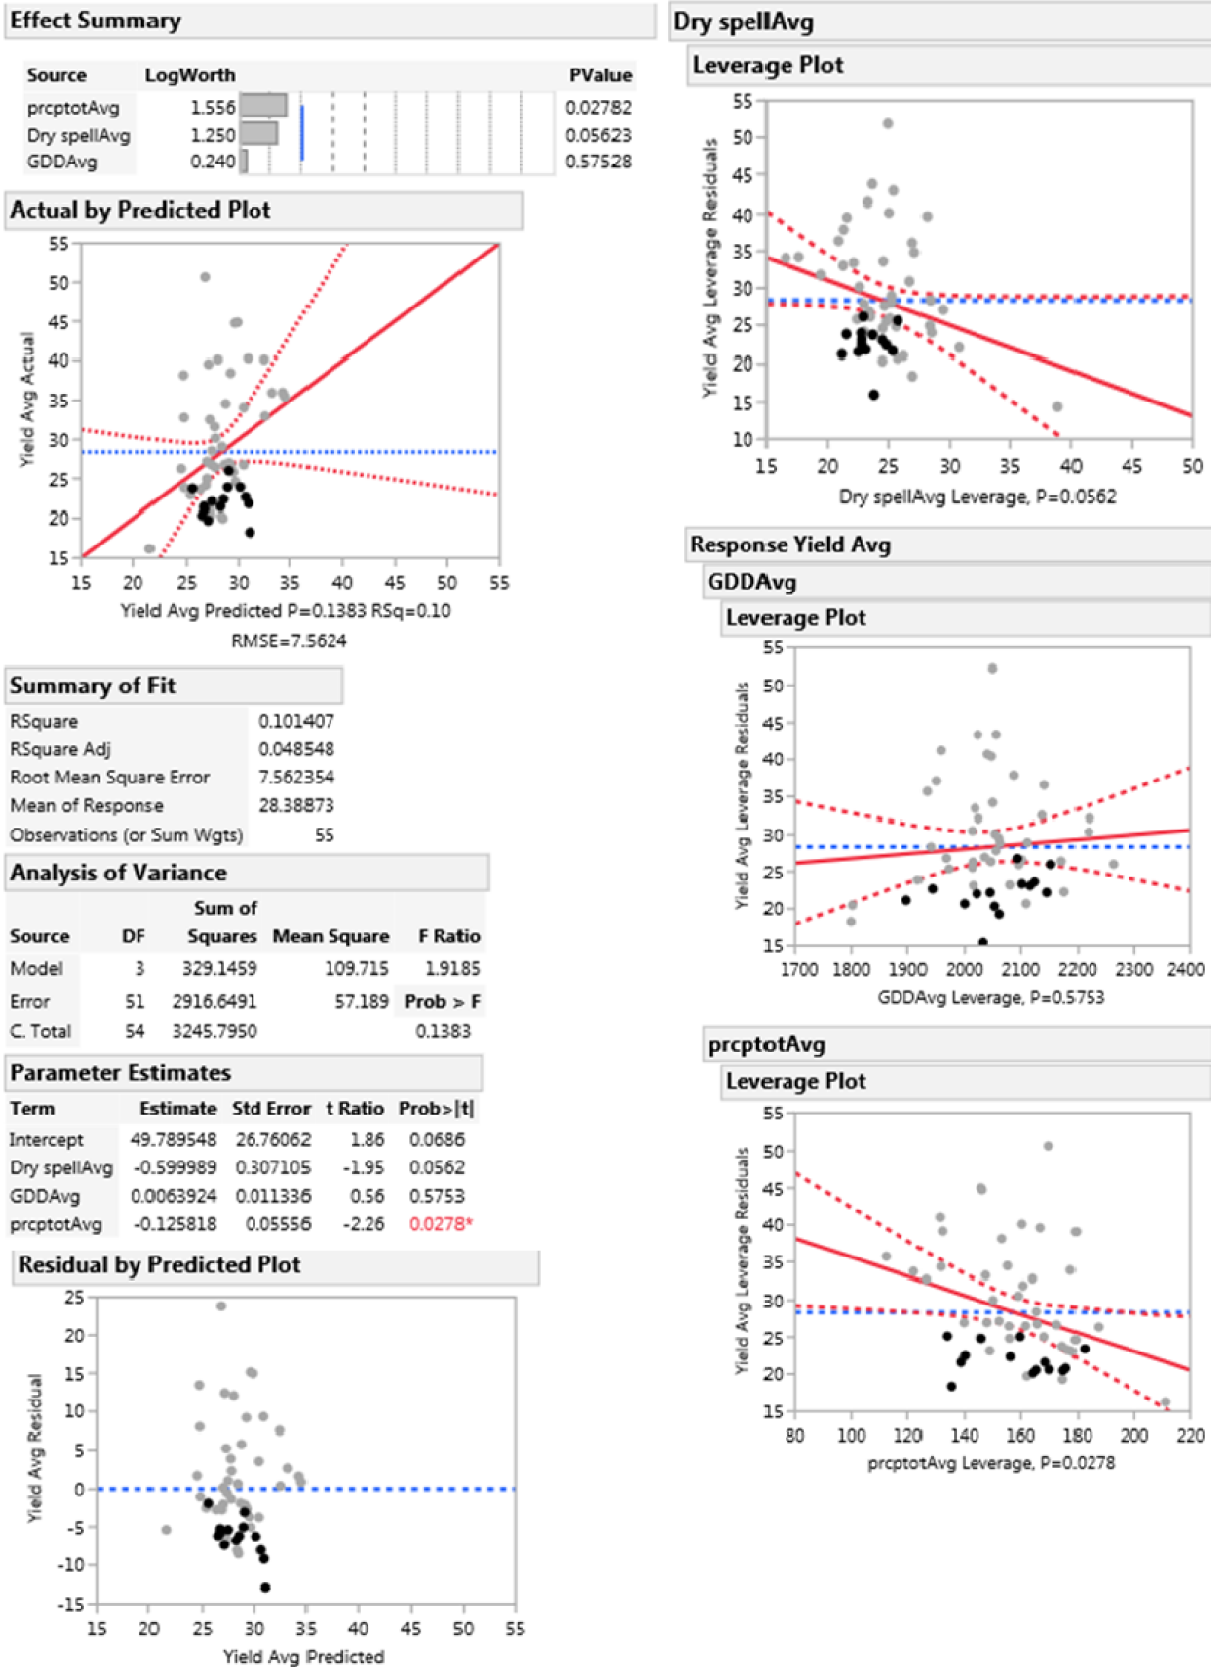 Effect Summary
Source LogWorth PValue
prcptotAvg 1.556 0.02782
Dry spellAvg 1.250 0.05623
GDDAvg 0.240 0.57528
Actual by Predicted Plot
Yield Avg Actual
55
50
45
40
35
30
25
20
15
15 20 25 30 35 40 45 50 55
Yield Avg Predicted P=0.1383 RSq=0.10
RMSE=7.5624
Summary of Fit
RSquare 0.101407
RSquare Adj 0.048548
Root Mean Square Error 7.562354
Mean of Response 28.38873
Observations (or Sum Wgts) 55
Analysis of Variance
Sum of
Source DF Squares Mean Square F Ratio
Model 3 329.1459 109.715 1.9185
Error 51 2916.6491 57.189 Prob > F
C. Total 54 3245.7950 0.1383
Parameter Estimates
Term Estimate Std Error t Ratio Prob>|t|
Intercept 49.789548 26.76062 1.86 0.0686
Dry spellAvg -0.599989 0.307105 -1.95 0.0562
GDDAvg 0.0063924 0.011336 0.56 0.5753
prcptotAvg -0.125818 0.05556 -2.26 0.0278*
Residual by Predicted Plot
Yield Avg Residual
25
20
15
10
5
0
-5
-10
-15
15 20 25 30 35 40 45 50 55
Yield Avg Predicted
Dry spellAvg
Leverage Plot
Yield Avg Leverage Residuals
55
50
45
40
35
30
25
20
15
10
15 20 25 30 35 40 45 50
Dry spellAvg Leverage, P=0.0562
Response Yield Avg
GDDAvg
Leverage Plot
Yield Avg Leverage Residuals
55
50
45
40
35
30
25
20
15
1700 1800 1900 2000 2100 2200 2300 2400
GDDAvg Leverage, P=0.5753
prcptotAvg
Leverage Plot
Yield Avg Leverage Residuals
55
50
45
40
35
30
25
20
15
80 100 120 140 160 180 200 220
prcptotAvg Leverage, P=0.0278